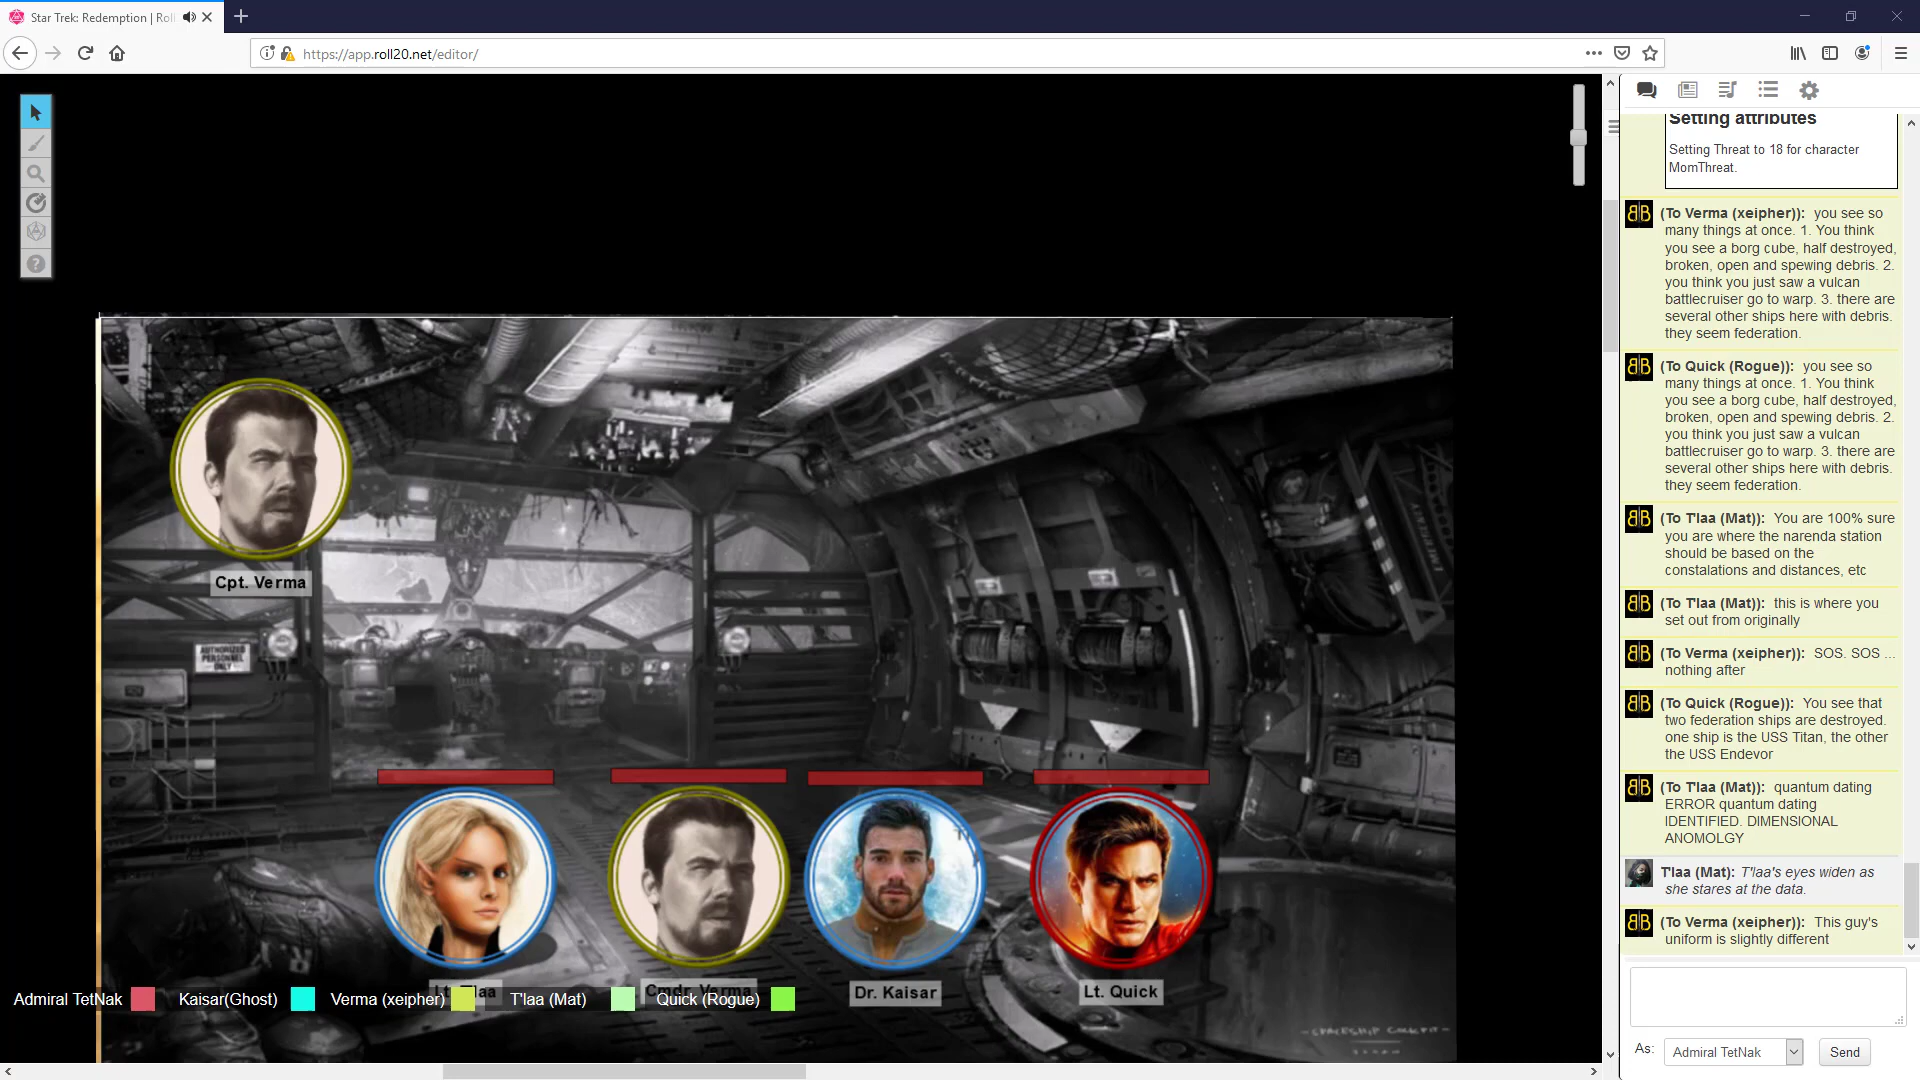 Star Trek: Redemption | Roll
https://app.roll20.net/editor/
Setting attributes
Setting Threat to 18 for character
MomThreat.
(To Verma (xeipher)): you see so
many things at once. 1. You think
you see a borg cube, half destroyed,
broken, open and spewing debris. 2.
you think you just saw a vulcan
battlecruiser go to warp. 3. there are
several other ships here with debris.
they seem federation.
(To Quick (Rogue)): you see so
many things at once. 1. You think
you see a borg cube, half destroyed,
broken, open and spewing debris. 2.
you think you just saw a vulcan
battlecruiser go to warp. 3. there are
several other ships here with debris.
they seem federation.
(To T'laa (Mat)): You are 100% sure
you are where the narenda station
should be based on the
constalations and distances, etc
(To T'laa (Mat)): this is where you
set out from originally
(To Verma (xeipher)): SOS. SOS ...
nothing after
(To Quick (Rogue)): You see that
two federation ships are destroyed.
one ship is the USS Titan, the other
the USS Endevor
(To T'laa (Mat)): quantum dating
ERROR quantum dating
IDENTIFIED. DIMENSIONAL
ANOMOLGY
T'laa (Mat): T'laa's eyes widen as
she stares at the data.
(To Verma (xeipher)): This guy's
uniform is slightly different
As: Admiral TetNak Send
Cpt. Verma
AUTHORIZED
PERSONNEL
ONLY
Lt. T'laa
Cmdr. Verma
Dr. Kaisar
Lt. Quick
Admiral TetNak
Kaisar(Ghost)
Verma (xeipher)
T'laa (Mat)
Quick (Rogue)
-SPACESHIP COCKPIT-